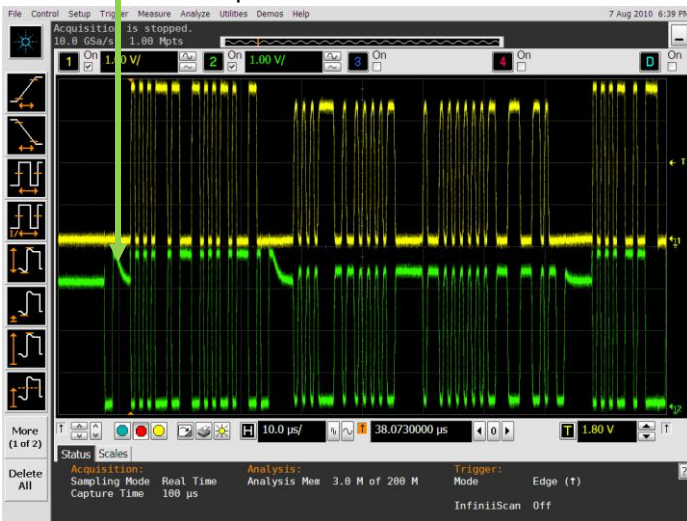 File Control Setup Trigger Measure Analyze Utilities Demos Help 7 Aug 2010 6:39 PM
Acquisition is stopped.
10.0 GSa/s 1.00 Mpts
1 On 1.00 V/ 2 On 1.00 V/ 3 On 4 On D On
T
1
2
More
(1 of 2)
Delete
All
H 10.0 µs/ 38.0730000 µs 0 T 1.80 V
Status Scales
Acquisition: Analysis: Trigger:
Sampling Mode Real Time Analysis Mem 3.0 M of 200 M Mode Edge (↑)
Capture Time 100 µs
InfiniiScan Off
?